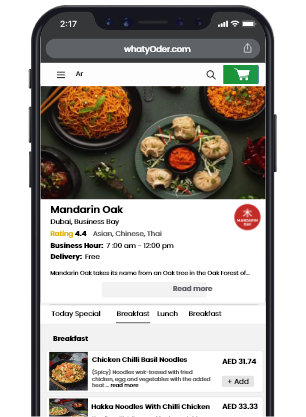 2:17
whatyOder.com
Ar
Mandarin Oak
Dubai, Business Bay
Rating 4.4 Asian, Chinese, Thai
MANDARIN OAK
Business Hour: 7:00 am - 12:00 pm
Delivery: Free
Mandarin Oak takes its name from an Oak tree in the Oak Forest of...
Read more
Today Special Breakfast Lunch Breakfast
Breakfast
Chicken Chilli Basil Noodles
AED 31.74
(Spicy) Noodles wok-tossed with fried
chicken, egg and vegetables with the added
heat ... read more
+ Add
Hakka Noodles With Chilli Chicken
AED 33.33